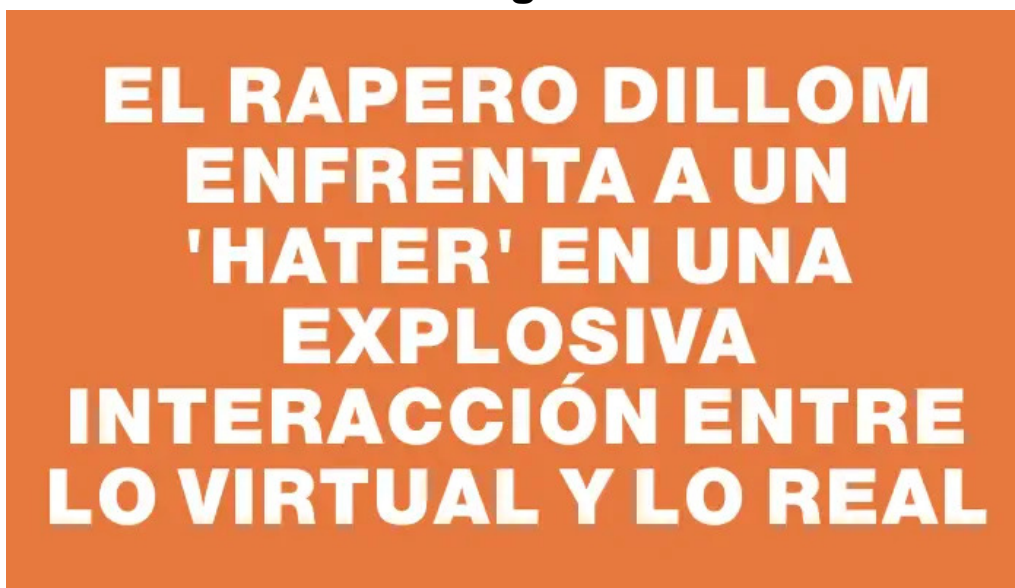 EL RAPERO DILLOM
ENFRENTA A UN
'HATER' EN UNA
EXPLOSIVA
INTERACCIÓN ENTRE
LO VIRTUAL Y LO REAL